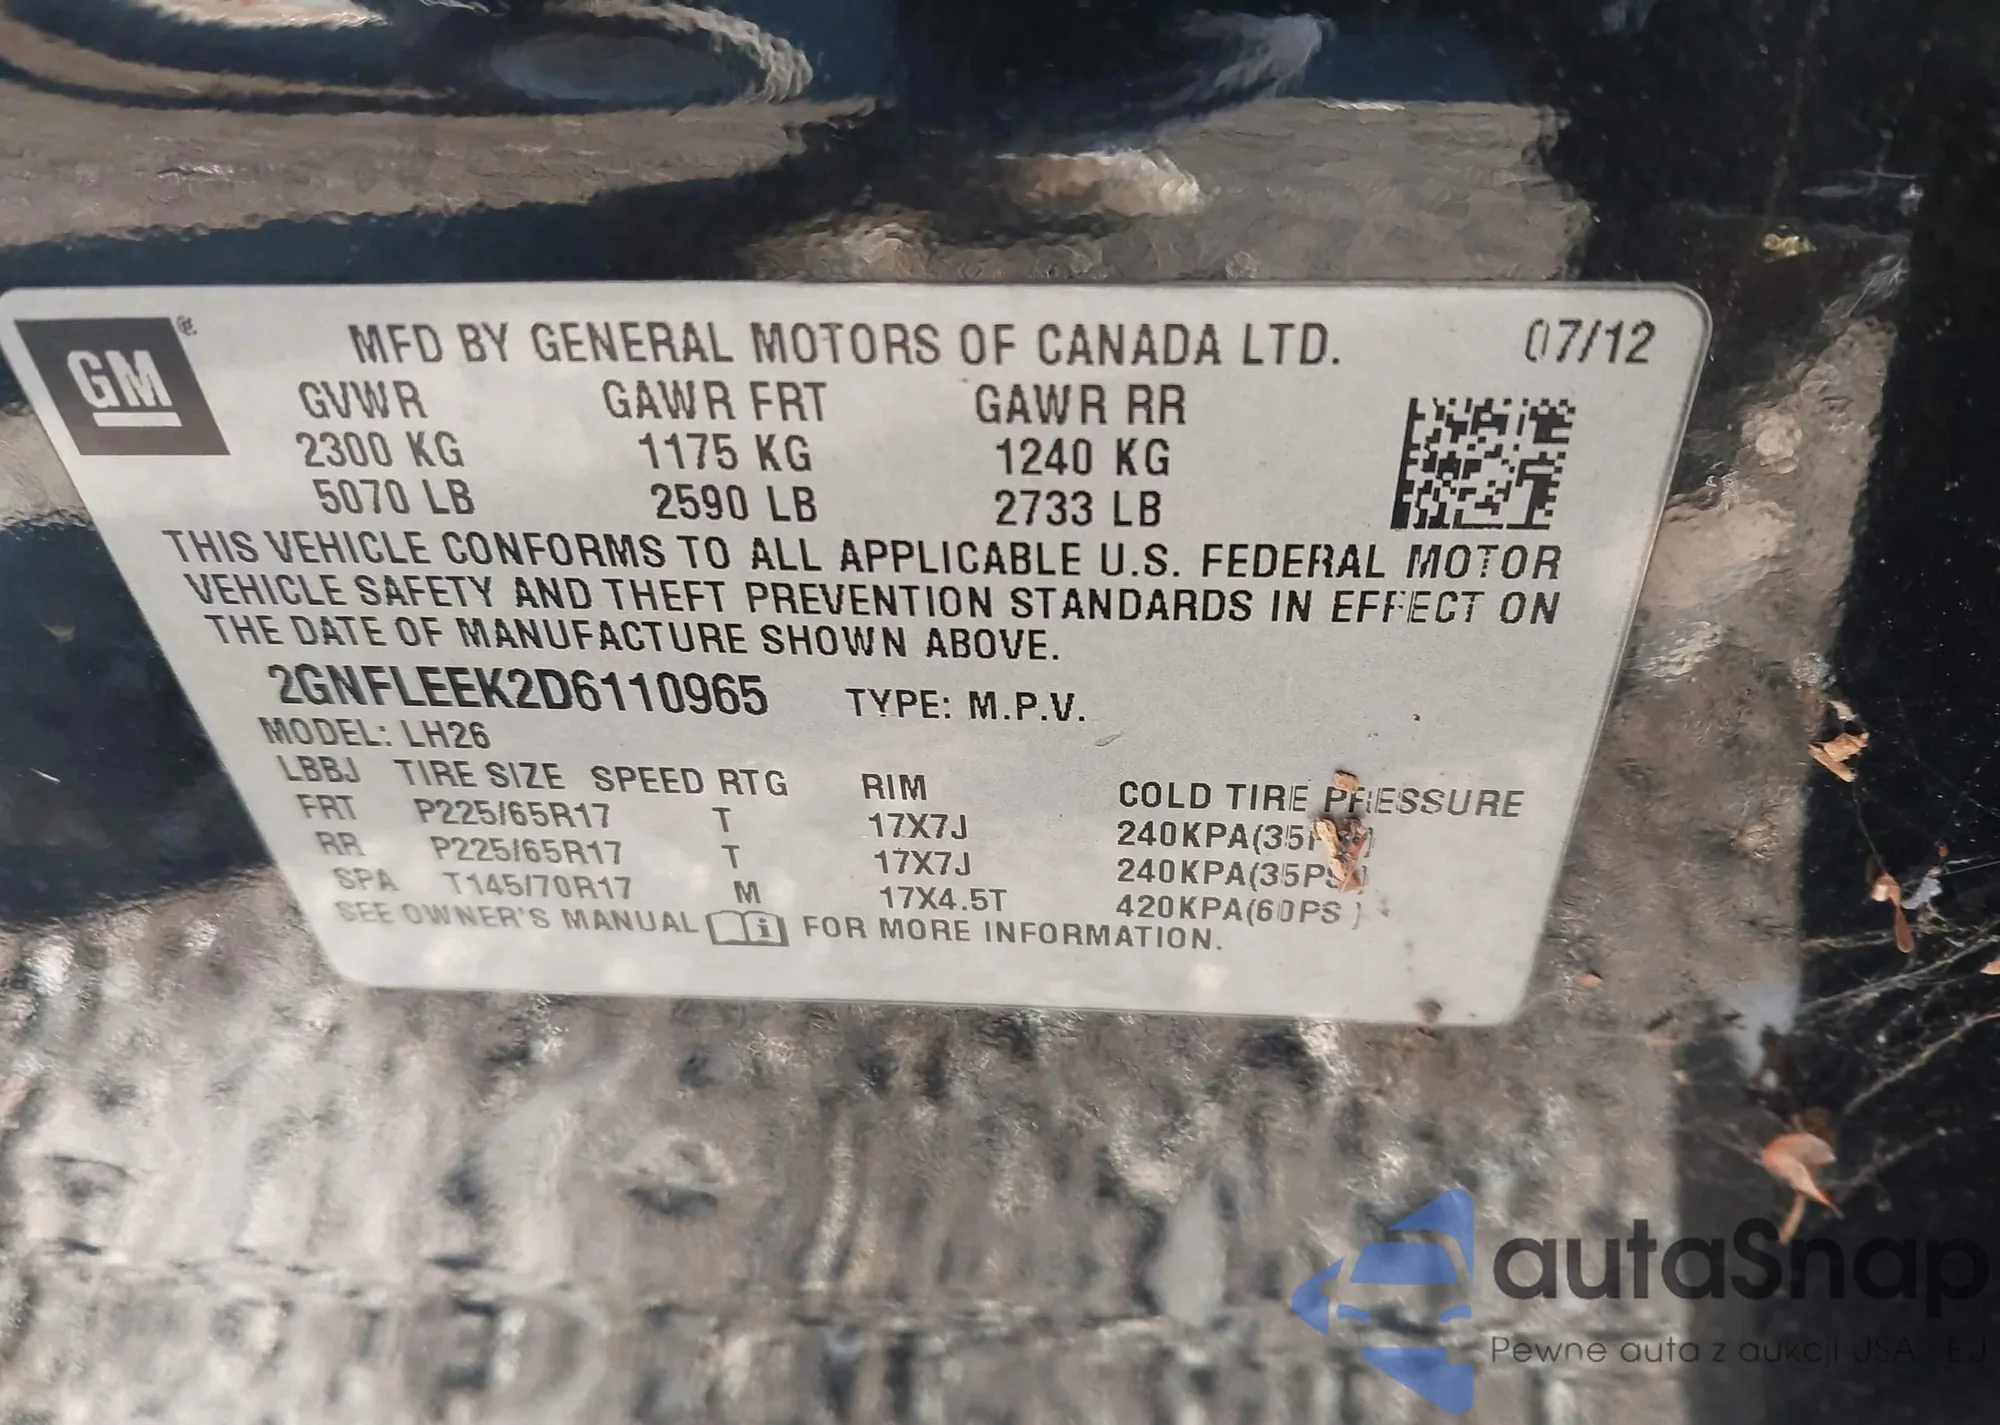 GM
MFD BY GENERAL MOTORS OF CANADA LTD. 07/12
GVWR GAWR FRT GAWR RR
2300 KG 1175 KG 1240 KG
5070 LB 2590 LB 2733 LB
THIS VEHICLE CONFORMS TO ALL APPLICABLE U.S. FEDERAL MOTOR
VEHICLE SAFETY AND THEFT PREVENTION STANDARDS IN EFFECT ON
THE DATE OF MANUFACTURE SHOWN ABOVE.
2GNFLEEK2D6110965 TYPE: M.P.V.
MODEL: LH26
LBBJ TIRE SIZE SPEED RTG RIM COLD TIRE PRESSURE
FRT P225/65R17 T 17X7J
RR P225/65R17 T 17X7J
SPA T145/70R17 M 17X4.5T
SEE OWNER'S MANUAL i FOR MORE INFORMATION.
autaSnap
Pewne auta z aukcji USA